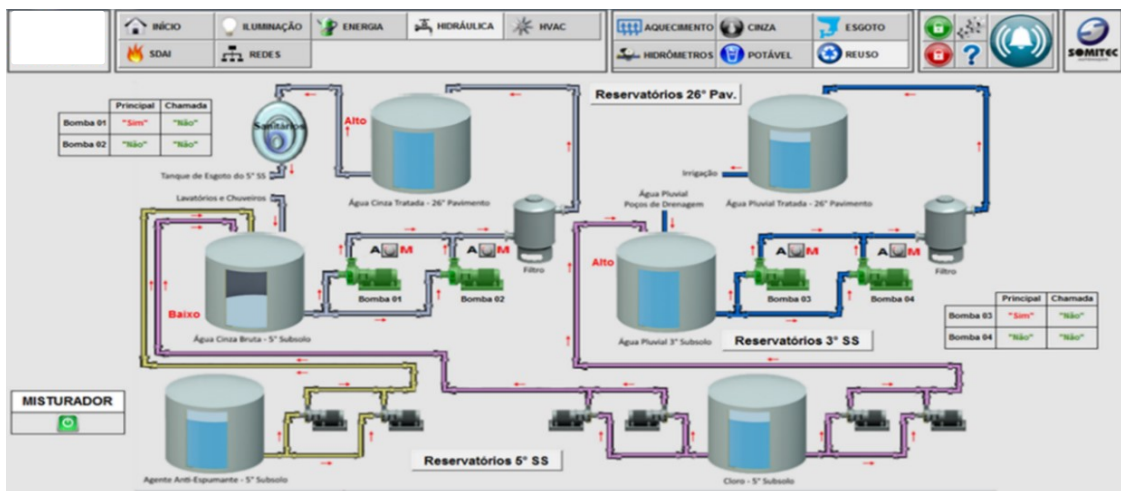 INÍCIO
ILUMINAÇÃO
ENERGIA
HIDRÁULICA
HVAC
SDAI
REDES
AQUECIMENTO
CINZA
ESGOTO
HIDRÔMETROS
POTÁVEL
REUSO
?
SOMITEC
Principal Chamada
Bomba 01 "Sim" "Não"
Bomba 02 "Não" "Não"
Sanitários
Tanque de Esgoto do 5° SS
Alto
Água Cinza Tratada - 26° Pavimento
Reservatórios 26° Pav.
Irrigação
Água Pluvial Tratada - 26° Pavimento
Lavatórios e Chuveiros
Baixo
Água Cinza Bruta - 5° Subsolo
A M
A M
Bomba 01
Bomba 02
Filtro
Água Pluvial
Poços de Drenagem
Alto
Água Pluvial 3° Subsolo
A M
A M
Bomba 03
Bomba 04
Filtro
Reservatórios 3° SS
Principal Chamada
Bomba 03 "Sim" "Não"
Bomba 04 "Não" "Não"
MISTURADOR
Agente Anti-Espumante - 5° Subsolo
Reservatórios 5° SS
Cloro - 5° Subsolo